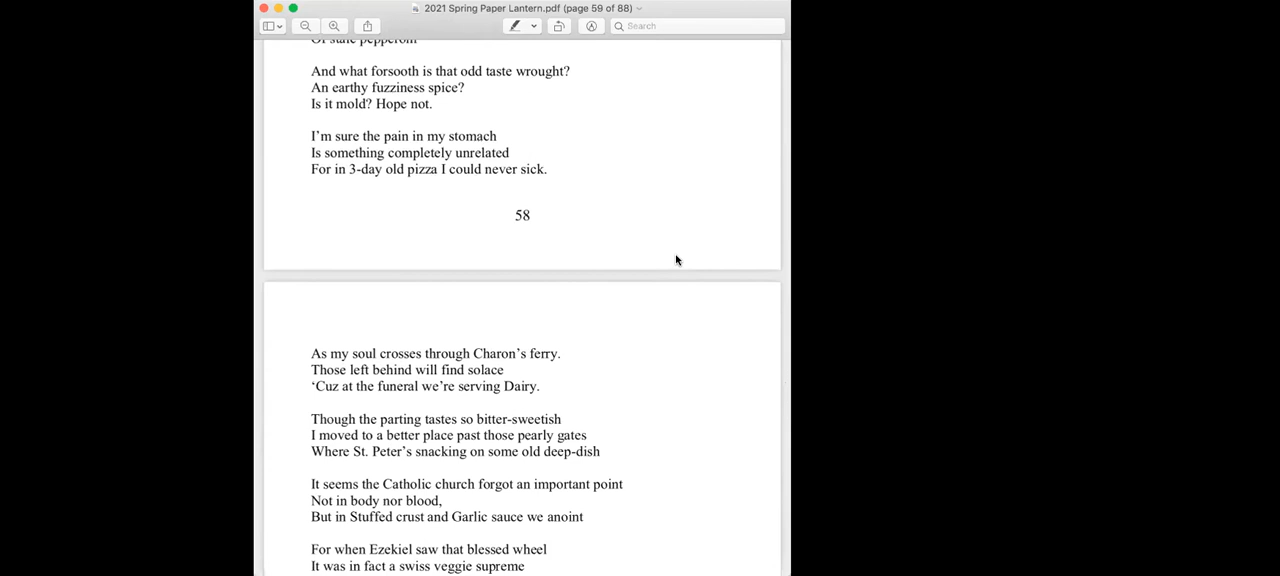 2021 Spring Paper Lantern.pdf (page 59 of 88)
Search
Of stale pepperoni
And what forsooth is that odd taste wrought?
An earthy fuzziness spice?
Is it mold? Hope not.
I’m sure the pain in my stomach
Is something completely unrelated
For in 3-day old pizza I could never sick.
58
As my soul crosses through Charon’s ferry.
Those left behind will find solace
‘Cuz at the funeral we’re serving Dairy.
Though the parting tastes so bitter-sweetish
I moved to a better place past those pearly gates
Where St. Peter’s snacking on some old deep-dish
It seems the Catholic church forgot an important point
Not in body nor blood,
But in Stuffed crust and Garlic sauce we anoint
For when Ezekiel saw that blessed wheel
It was in fact a swiss veggie supreme